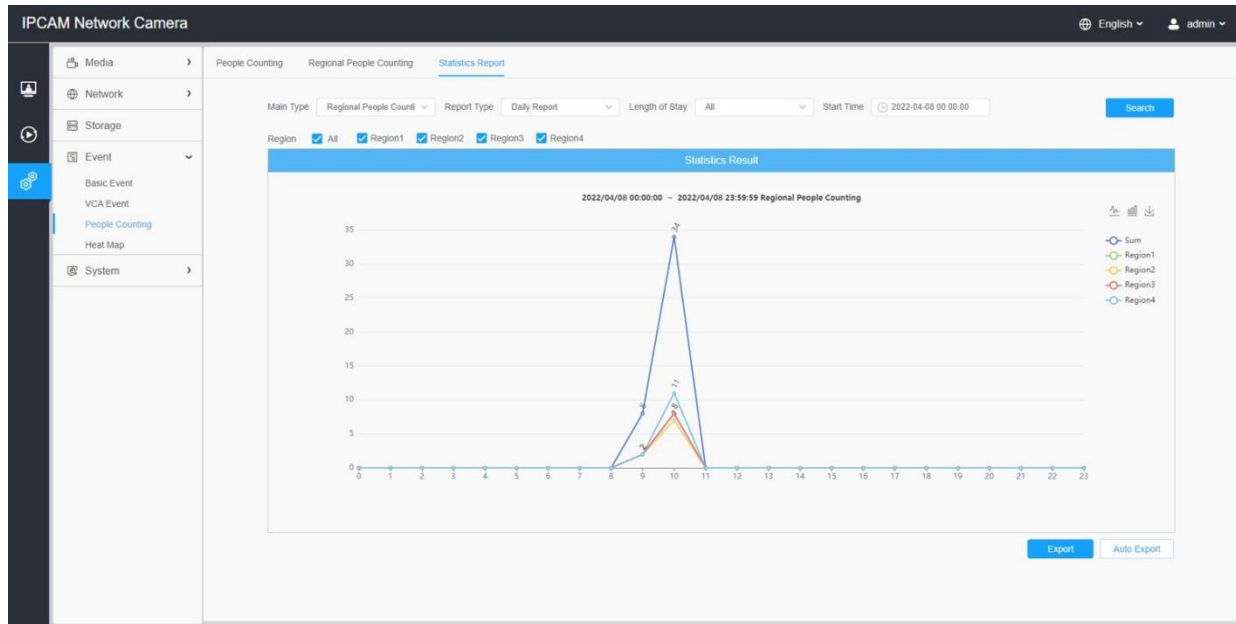 IPCAM Network Camera
English
admin
Media
Network
Storage
Event
Basic Event
VCA Event
People Counting
Heat Map
System
People Counting Regional People Counting Statistics Report
Main Type Regional People Counti Report Type Daily Report Length of Stay All Start Time 2022-04-08 00:00:00 Search
Region All Region1 Region2 Region3 Region4
Statistics Result
2022/04/08 00:00:00 ~ 2022/04/08 23:59:59 Regional People Counting
Sum
Region1
Region2
Region3
Region4
35
30
25
20
15
10
5
0
34
11
8
8
2
0 1 2 3 4 5 6 7 8 9 10 11 12 13 14 15 16 17 18 19 20 21 22 23
Export Auto Export